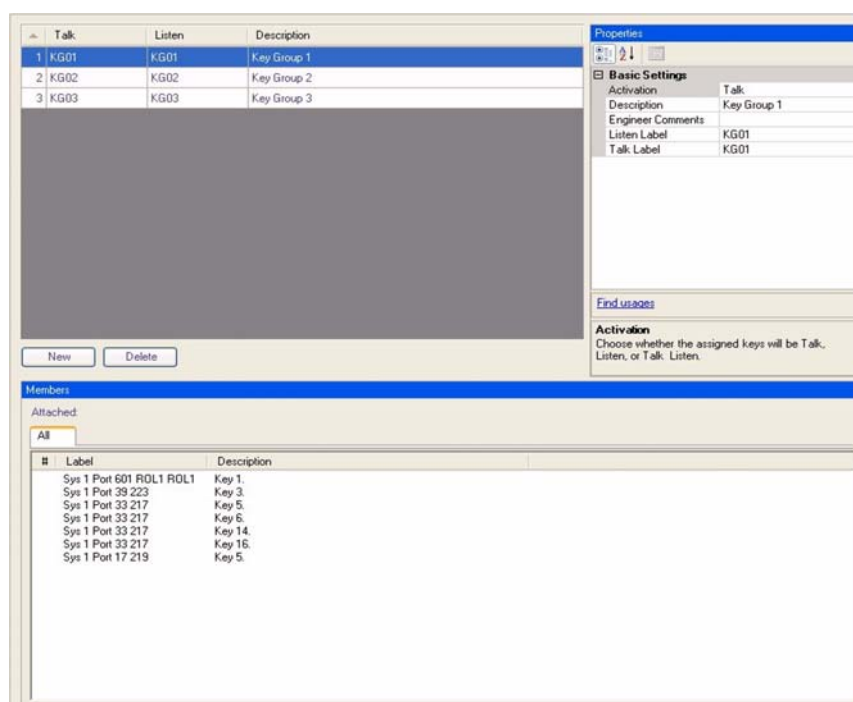 Talk Listen Description
1 KG01 KG01 Key Group 1
2 KG02 KG02 Key Group 2
3 KG03 KG03 Key Group 3
New Delete
Properties
Basic Settings
Activation Talk
Description Key Group 1
Engineer Comments
Listen Label KG01
Talk Label KG01
Find usages
Activation
Choose whether the assigned keys will be Talk,
Listen, or Talk Listen.
Members
Attached:
All
# Label Description
Sys 1 Port 601 ROL1 ROL1 Key 1.
Sys 1 Port 39 223 Key 3.
Sys 1 Port 33 217 Key 5.
Sys 1 Port 33 217 Key 6.
Sys 1 Port 33 217 Key 14.
Sys 1 Port 33 217 Key 16.
Sys 1 Port 17 219 Key 5.